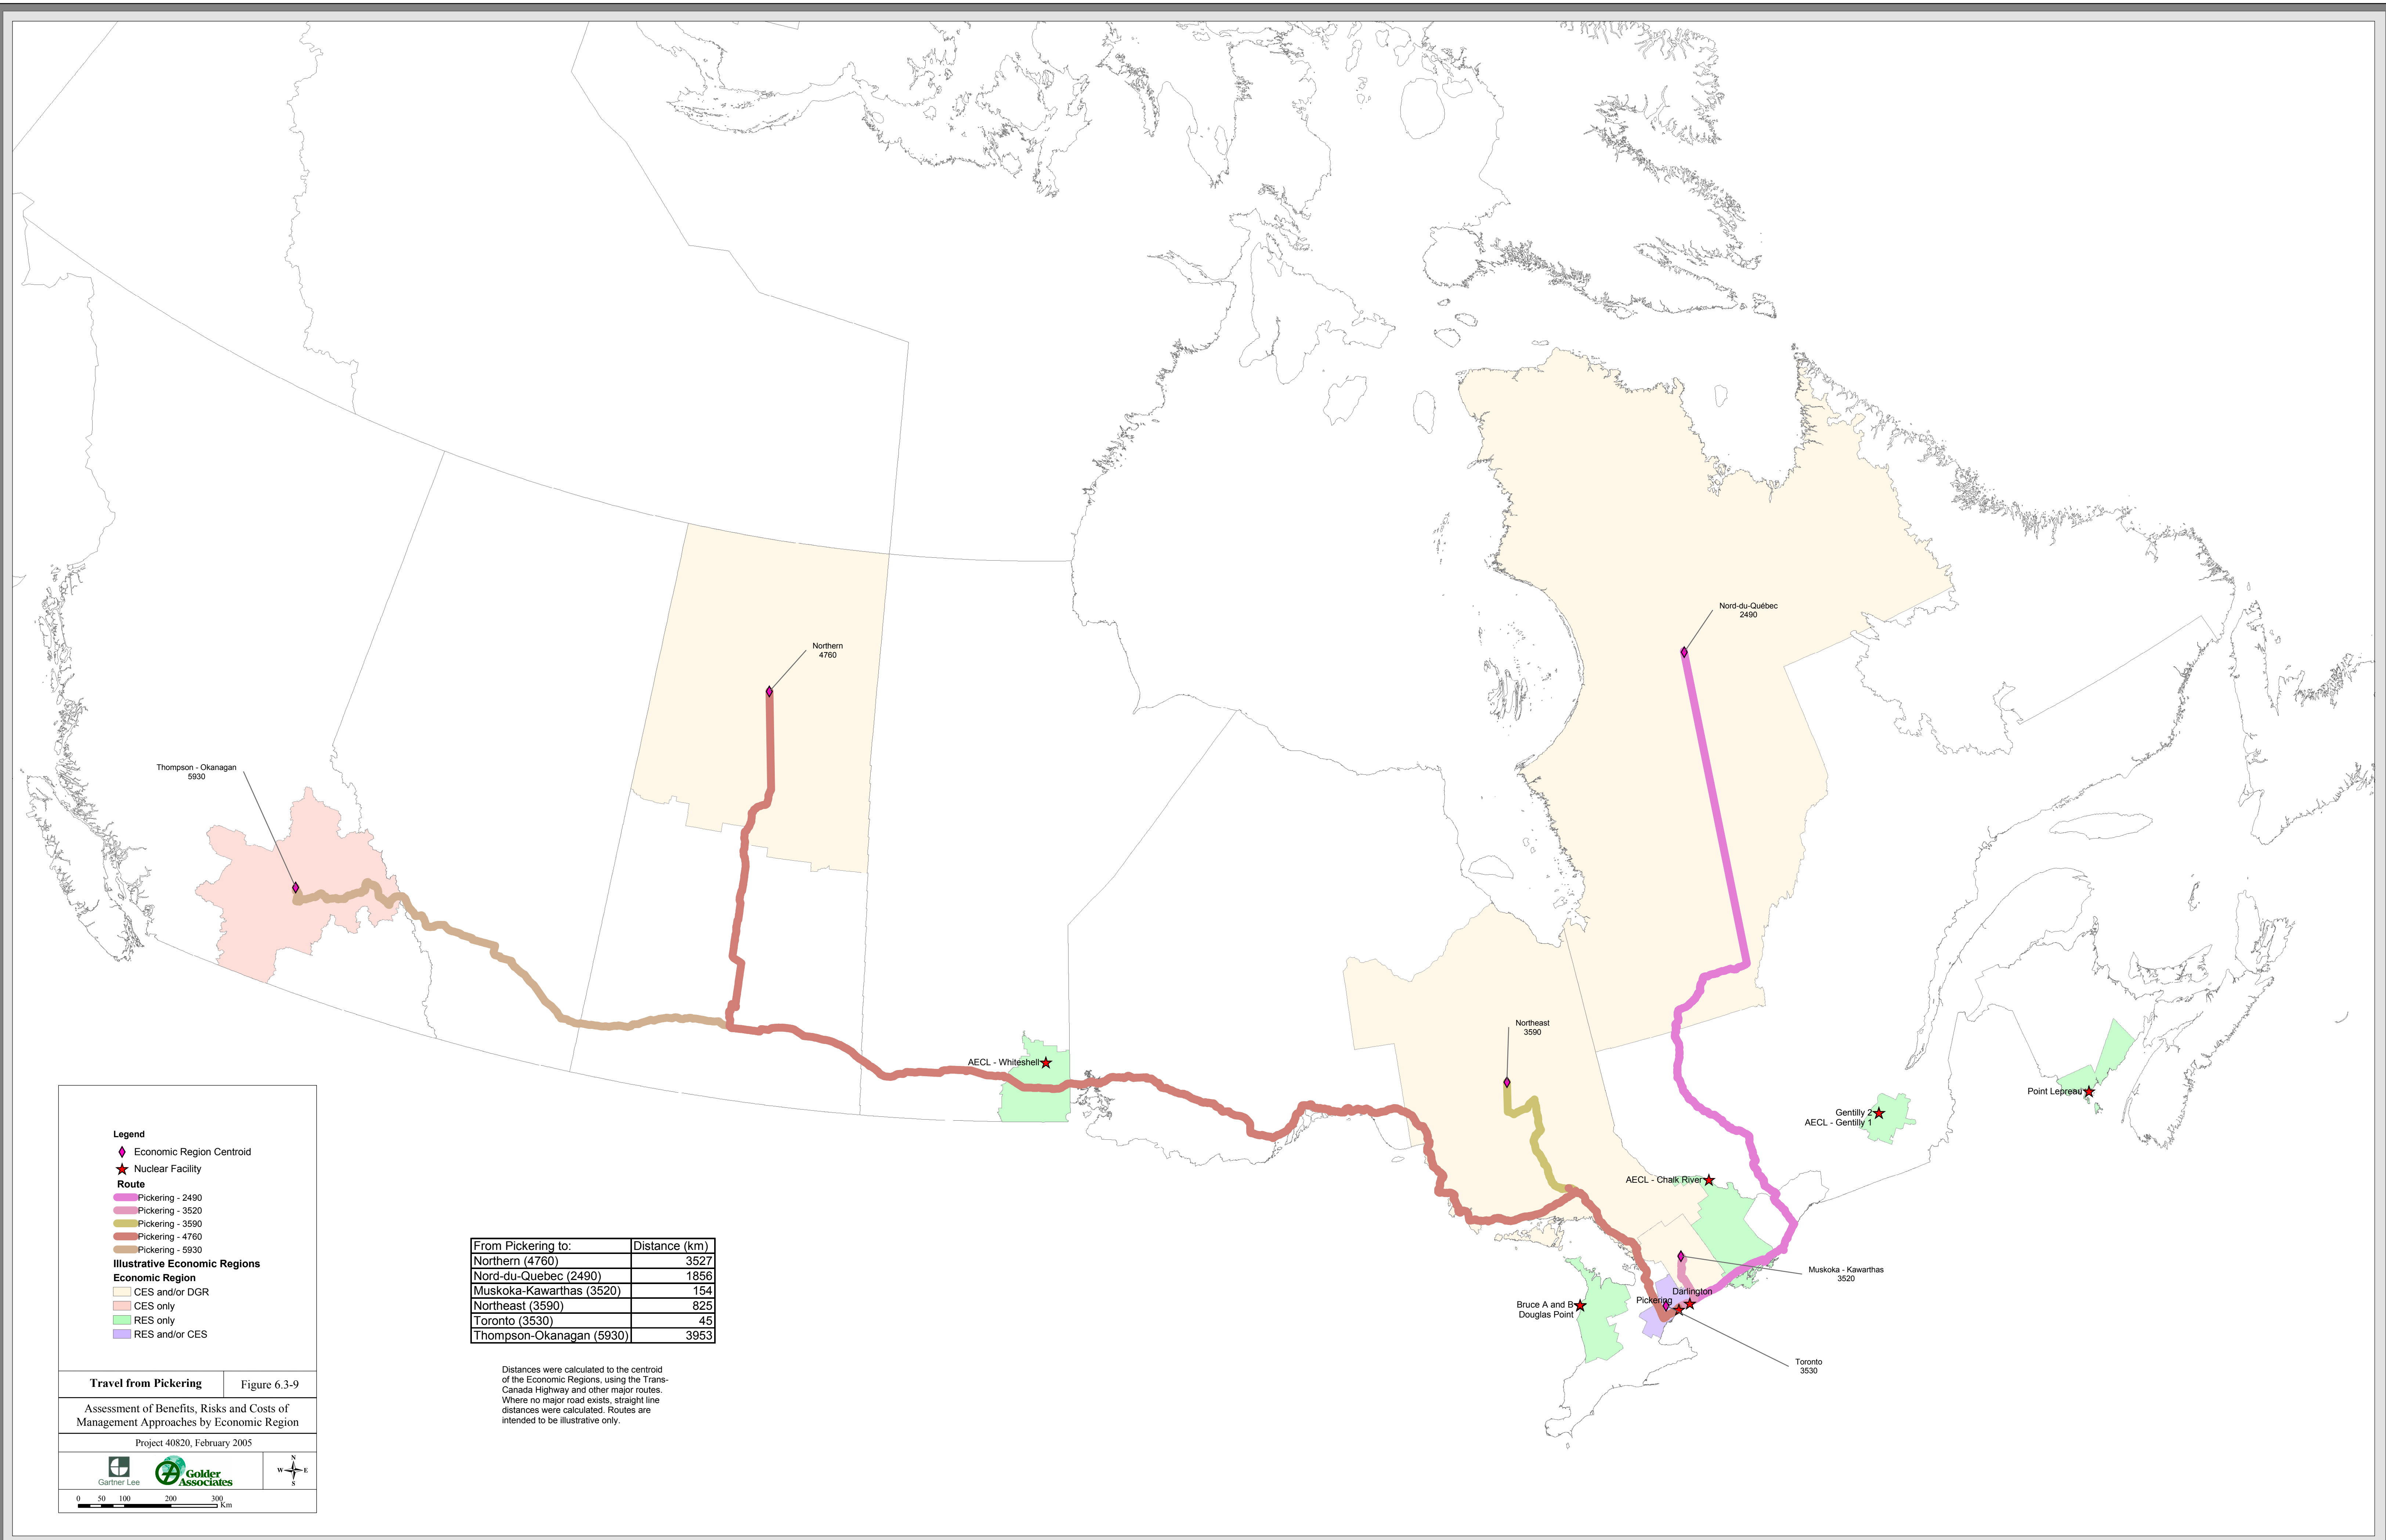 Nord-du-Québec
2490
Northern
4760
Thompson - Okanagan
5930
Northeast
3590
AECL - Whiteshell
Point Lepreau
Gentilly 2
AECL - Gentilly 1
AECL - Chalk River
Muskoka - Kawarthas
3520
Darlington
Pickering
Bruce A and B
Douglas Point
Toronto
3530
Legend
Economic Region Centroid
Nuclear Facility
Route
Pickering - 2490
Pickering - 3520
Pickering - 3590
Pickering - 4760
Pickering - 5930
Illustrative Economic Regions
Economic Region
CES and/or DGR
CES only
RES only
RES and/or CES
Travel from Pickering Figure 6.3-9
Assessment of Benefits, Risks and Costs of
Management Approaches by Economic Region
Project 40820, February 2005
Gartner Lee
Golder
Associates
N
W E
S
0 50 100 200 300
Km
From Pickering to: Distance (km)
Northern (4760) 3527
Nord-du-Quebec (2490) 1856
Muskoka-Kawarthas (3520) 154
Northeast (3590) 825
Toronto (3530) 45
Thompson-Okanagan (5930) 3953
Distances were calculated to the centroid
of the Economic Regions, using the Trans-
Canada Highway and other major routes.
Where no major road exists, straight line
distances were calculated. Routes are
intended to be illustrative only.